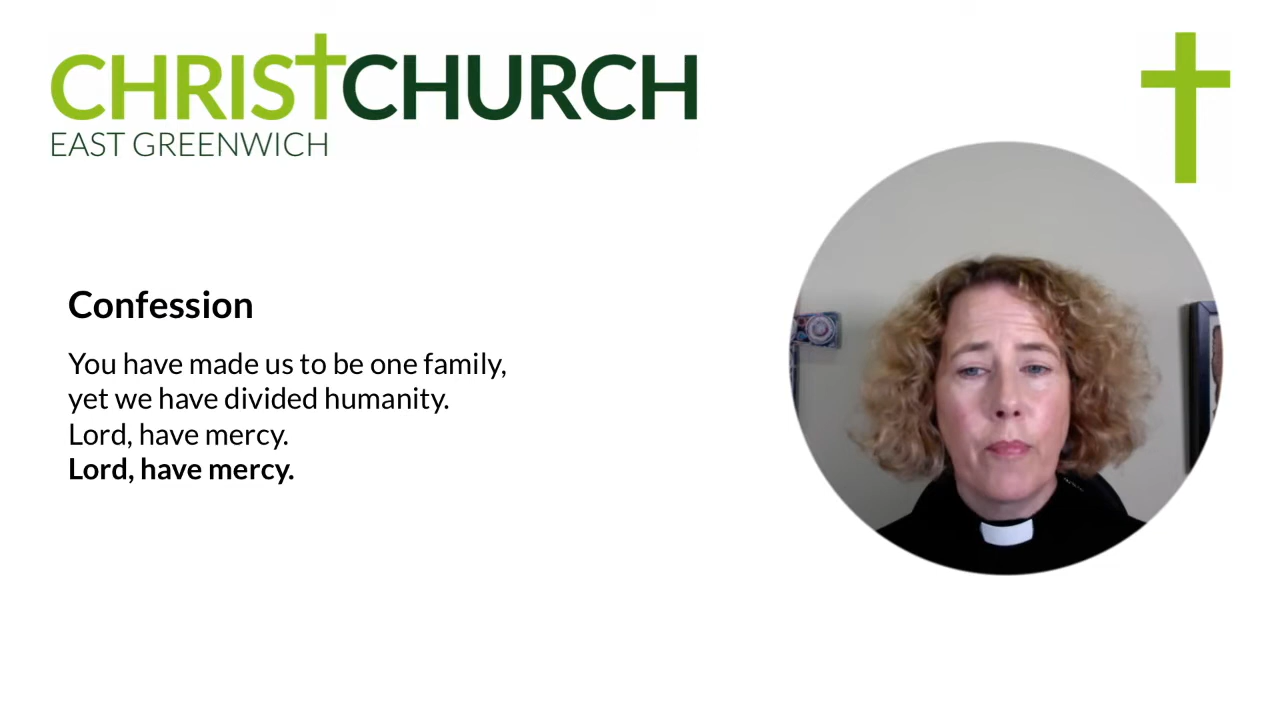 CHRISTCHURCH
EAST GREENWICH
Confession
You have made us to be one family,
yet we have divided humanity.
Lord, have mercy.
Lord, have mercy.